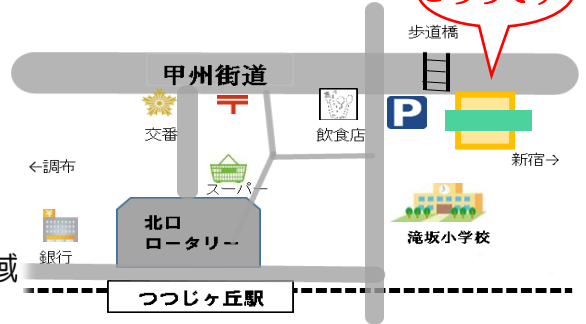 歩道橋
甲州街道
P
交番
飲食店
新宿→
←調布
スーパー
北口
ロータリー
滝坂小学校
銀行
域
つつじヶ丘駅